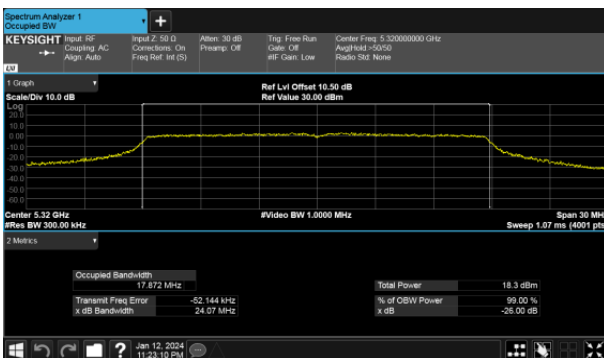 Spectrum Analyzer 1
Occupied BW
+
KEYSIGHT Input: RF Input Z: 50 Ω Atten: 30 dB Trig: Free Run Center Freq: 5.320000000 GHz
Coupling: AC Corrections: On Preamp: Off Gate: Off Avg|Hold:>50/50
Align: Auto Freq Ref: Int (S) #IF Gain: Low Radio Std: None
LXI
1 Graph
Ref Lvl Offset 10.50 dB
Scale/Div 10.0 dB Ref Value 30.00 dBm
Log
20.0
10.0
0.00
-10.0
-20.0
-30.0
-40.0
-50.0
-60.0
Center 5.32 GHz #Video BW 1.0000 MHz Span 30 MH
#Res BW 300.00 kHz Sweep 1.07 ms (4001 pts
2 Metrics
Occupied Bandwidth
17.872 MHz Total Power 18.3 dBm
Transmit Freq Error -52.144 kHz % of OBW Power 99.00 %
x dB Bandwidth 24.07 MHz x dB -26.00 dB
? Jan 12, 2024
11:23:10 PM